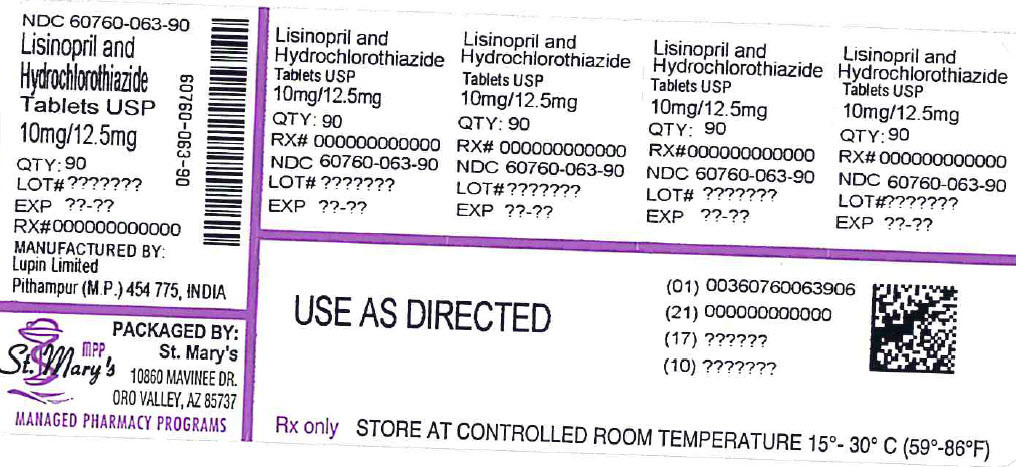 NDC 60760-063-90
Lisinopril and
Hydrochlorothiazide
Tablets USP
10mg/12.5mg
QTY: 90
LOT# ???????
EXP ??-??
RX#000000000000
MANUFACTURED BY:
Lupin Limited
Pithampur (M.P.) 454 775, INDIA
60760-063-90
PACKAGED BY:
St. Mary's
10860 MAVINEE DR.
ORO VALLEY, AZ 85737
St. Mary's
MPP
MANAGED PHARMACY PROGRAMS
Lisinopril and
Hydrochlorothiazide
Tablets USP
10mg/12.5mg
QTY: 90
RX# 000000000000
NDC 60760-063-90
LOT# ???????
EXP ??-??
Lisinopril and
Hydrochlorothiazide
Tablets USP
10mg/12.5mg
QTY: 90
RX# 000000000000
NDC 60760-063-90
LOT# ???????
EXP ??-??
Lisinopril and
Hydrochlorothiazide
Tablets USP
10mg/12.5mg
QTY: 90
RX#000000000000
NDC 60760-063-90
LOT# ???????
EXP ??-??
Lisinopril and
Hydrochlorothiazide
Tablets USP
10mg/12.5mg
QTY: 90
RX# 000000000000
NDC 60760-063-90
LOT#???????
EXP ??-??
USE AS DIRECTED
(01) 00360760063906
(21) 000000000000
(17) ??????
(10) ???????
Rx only STORE AT CONTROLLED ROOM TEMPERATURE 15°- 30° C (59°-86°F)